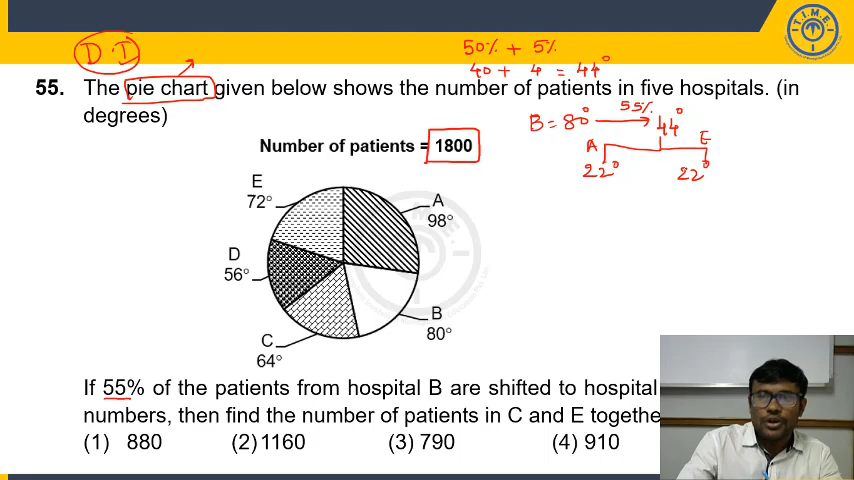 T.I.M.E.
D.I
50% + 5%
40 + 4 = 44°
55. The pie chart given below shows the number of patients in five hospitals. (in
degrees)
B = 80° 55% 44°
A E
22° 22°
Number of patients = 1800
E
72°
A
98°
D
56°
B
80°
C
64°
If 55% of the patients from hospital B are shifted to hospital
numbers, then find the number of patients in C and E togethe
(1) 880 (2) 1160 (3) 790 (4) 910